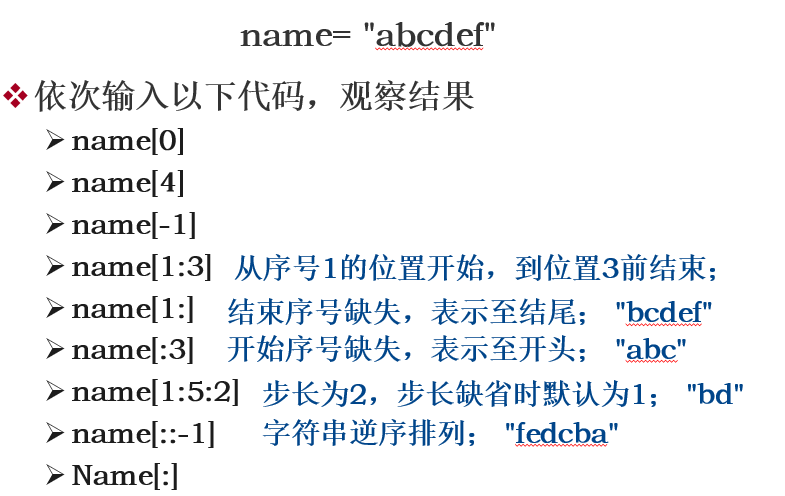 name= "abcdef"
依次输入以下代码，观察结果
name[0]
name[4]
name[-1]
name[1:3] 从序号1的位置开始，到位置3前结束；
name[1:] 结束序号缺失，表示至结尾； "bcdef"
name[:3] 开始序号缺失，表示至开头； "abc"
name[1:5:2] 步长为2，步长缺省时默认为1； "bd"
name[::-1] 字符串逆序排列； "fedcba"
Name[:]